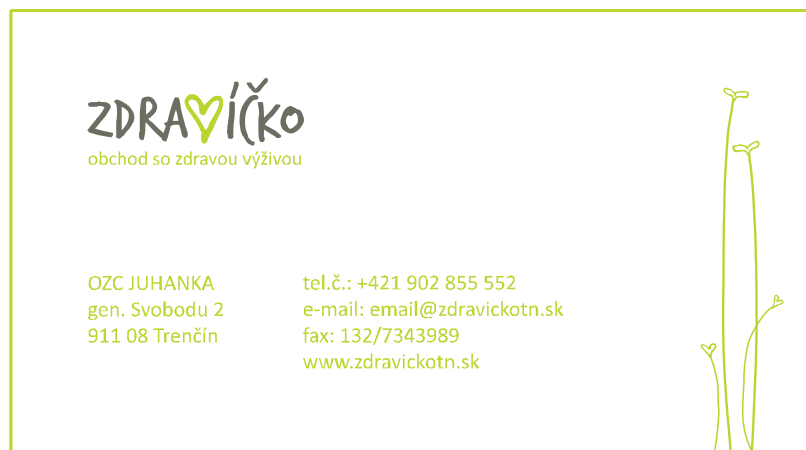 ZDRAVÍČKO
obchod so zdravou výživou
OZC JUHANKA
gen. Svobodu 2
911 08 Trenčín
tel.č.: +421 902 855 552
e-mail: email@zdravickotn.sk
fax: 132/7343989
www.zdravickotn.sk